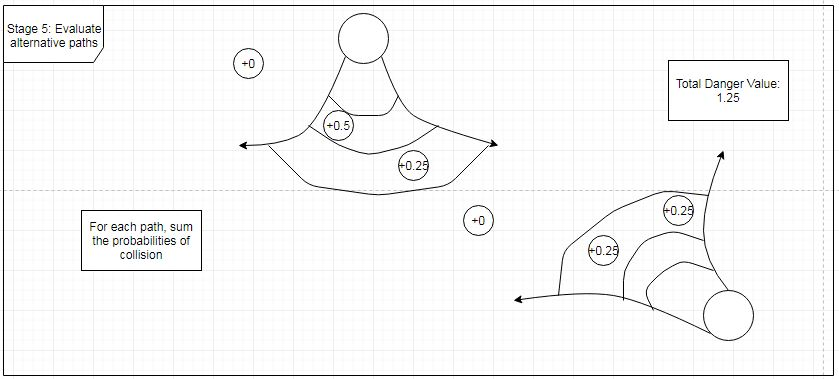 Stage 5: Evaluate
alternative paths
+0
Total Danger Value:
1.25
+0.5
+0.25
+0.25
+0
For each path, sum
the probabilities of
collision
+0.25